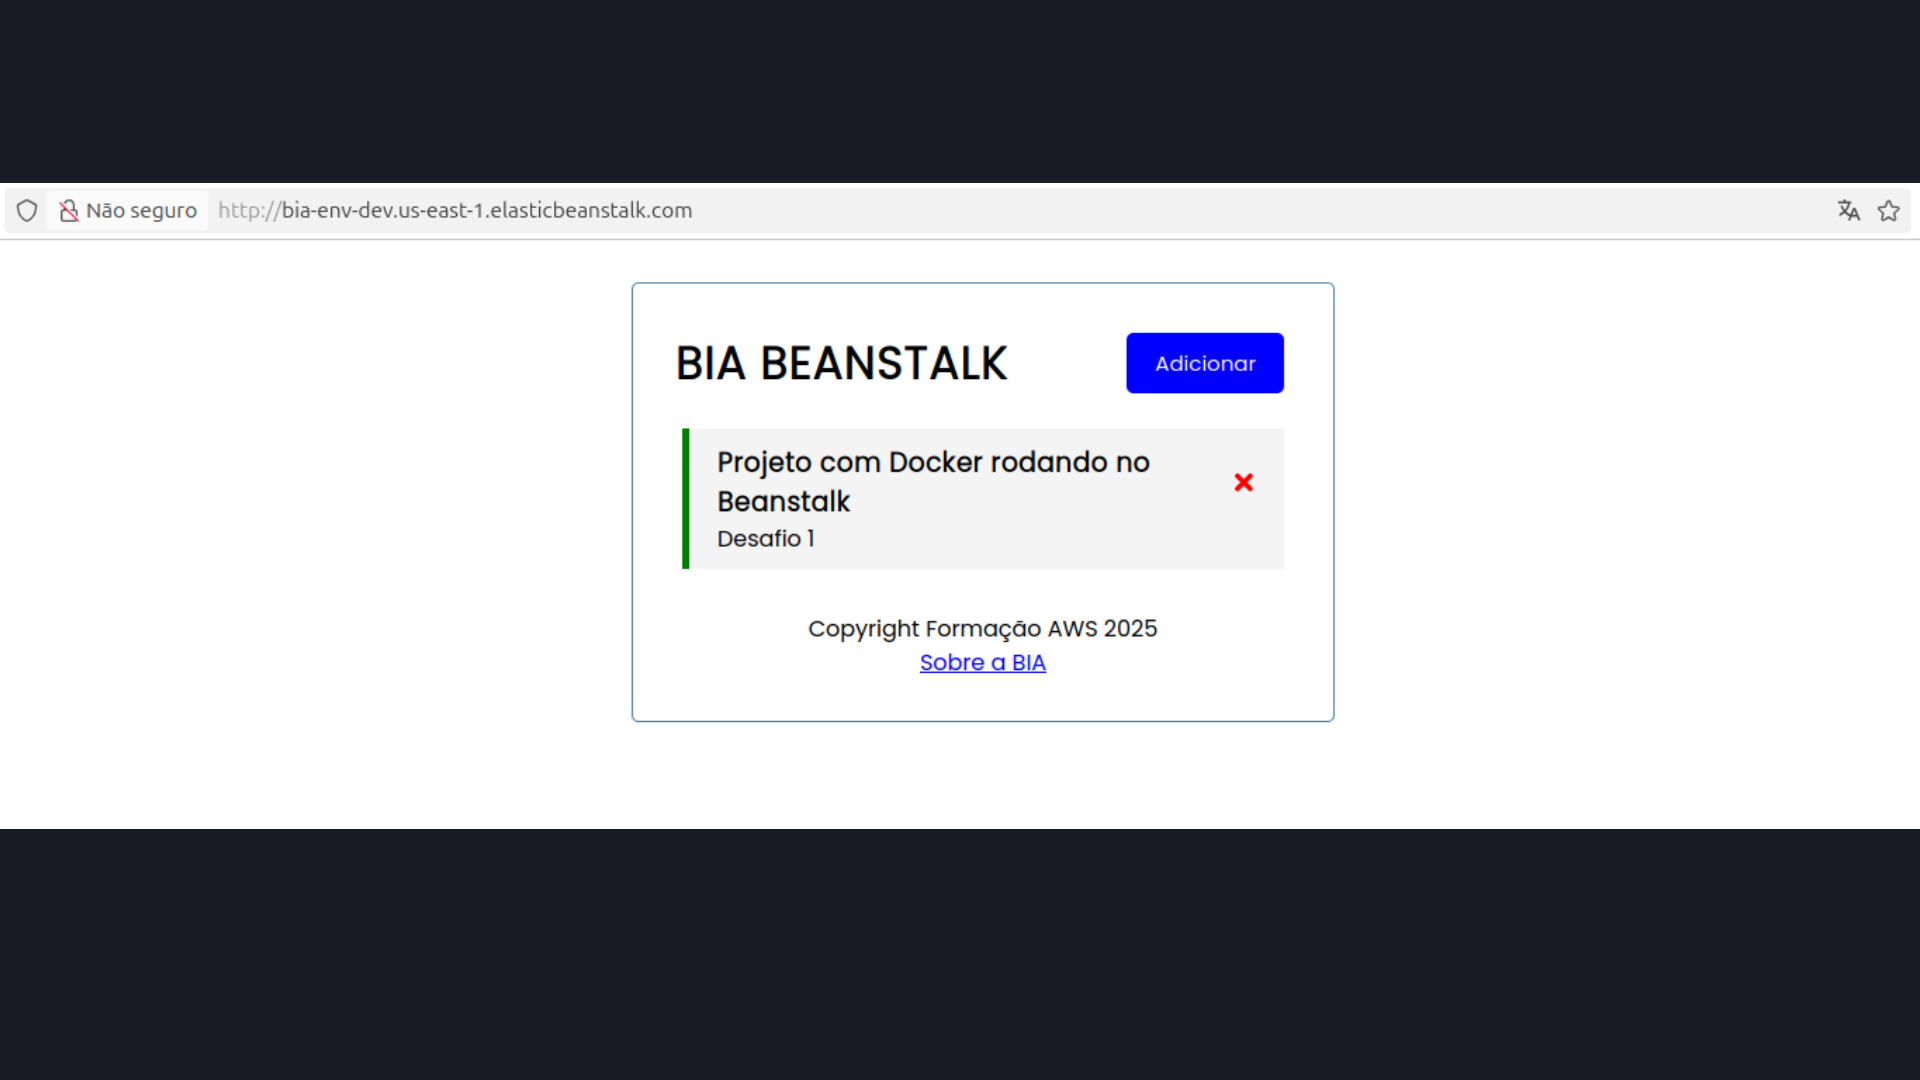 Não seguro http://bia-env-dev.us-east-1.elasticbeanstalk.com
BIA BEANSTALK
Adicionar
Projeto com Docker rodando no
Beanstalk
Desafio 1
Copyright Formação AWS 2025
Sobre a BIA